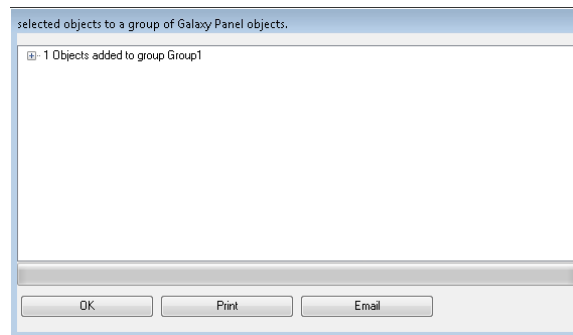 selected objects to a group of Galaxy Panel objects.
1 Objects added to group Group1
OK Print Email